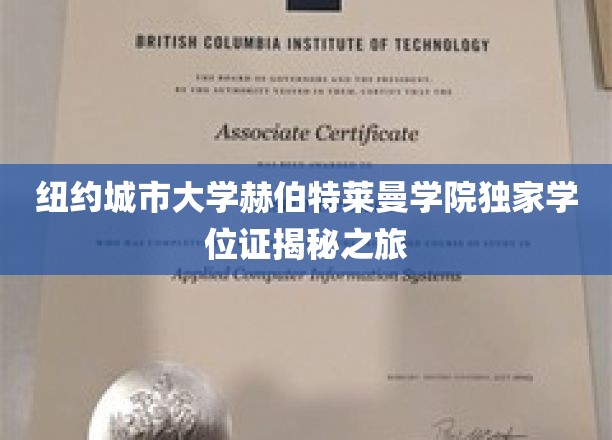 BRITISH COLUMBIA INSTITUTE OF TECHNOLOGY
THE BOARD OF GOVERNORS AND THE PRESIDENT,
BY THE AUTHORITY VESTED IN THEM, CERTIFY THAT THE
Associate Certificate
纽约城市大学赫伯特莱曼学院独家学
位证揭秘之旅
Applied Computer Information Systems